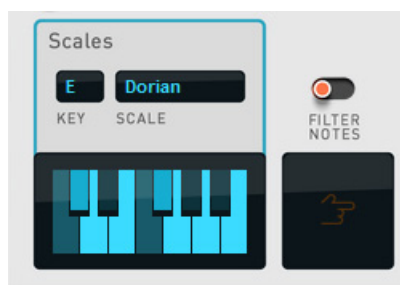 Scales
E Dorian
KEY SCALE
FILTER
NOTES